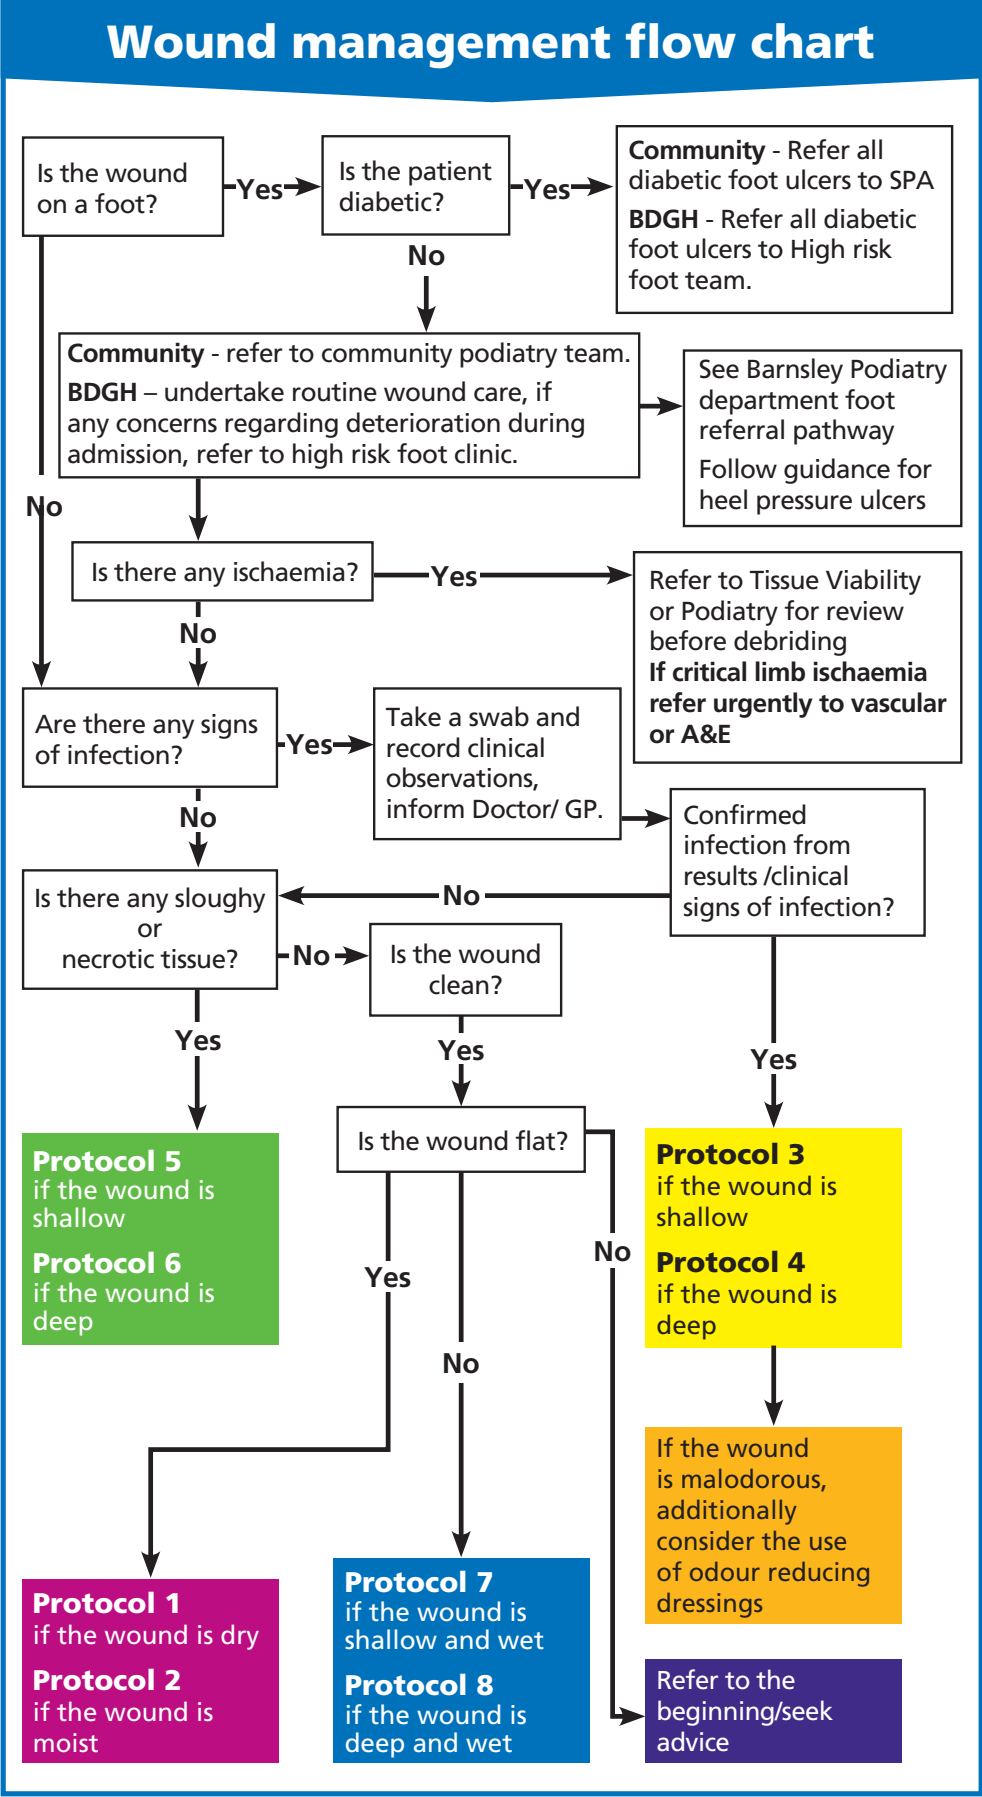 Wound management flow chart
Is the wound
on a foot?
Yes
Is the patient
diabetic?
Yes
Community - Refer all
diabetic foot ulcers to SPA
BDGH - Refer all diabetic
foot ulcers to High risk
foot team.
No
Community - refer to community podiatry team.
BDGH – undertake routine wound care, if
any concerns regarding deterioration during
admission, refer to high risk foot clinic.
See Barnsley Podiatry
department foot
referral pathway
Follow guidance for
heel pressure ulcers
No
Is there any ischaemia?
Yes
Refer to Tissue Viability
or Podiatry for review
before debriding
If critical limb ischaemia
refer urgently to vascular
or A&E
No
Are there any signs
of infection?
Yes
Take a swab and
record clinical
observations,
inform Doctor/ GP.
Confirmed
infection from
results /clinical
signs of infection?
No
No
Is there any sloughy
or
necrotic tissue?
No
Is the wound
clean?
Yes
Yes
Yes
Is the wound flat?
Protocol 5
if the wound is
shallow
Protocol 6
if the wound is
deep
Protocol 3
if the wound is
shallow
Protocol 4
if the wound is
deep
No
Yes
No
If the wound
is malodorous,
additionally
consider the use
of odour reducing
dressings
Protocol 1
if the wound is dry
Protocol 2
if the wound is
moist
Protocol 7
if the wound is
shallow and wet
Protocol 8
if the wound is
deep and wet
Refer to the
beginning/seek
advice